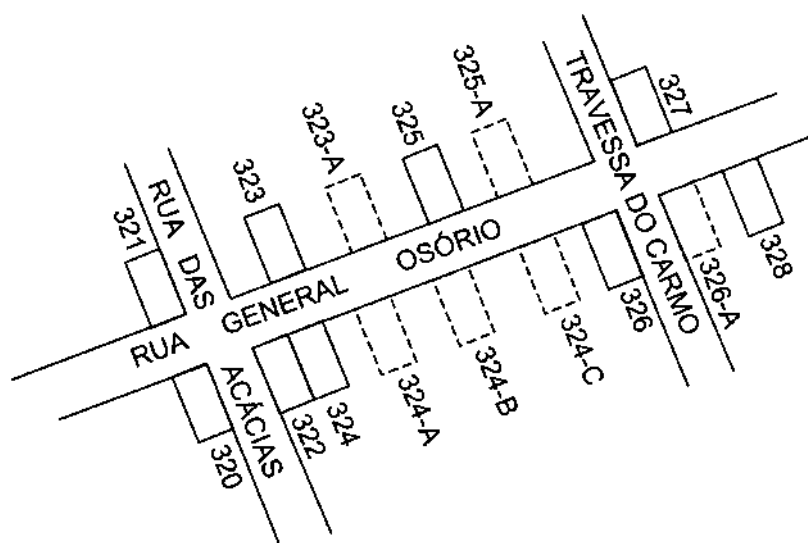 321
RUA DAS
ACÁCIAS
323
323-A
325
325-A
TRAVESSA DO CARMO
327
RUA GENERAL OSÓRIO
320
322
324
324-A
324-B
324-C
326
326-A
328